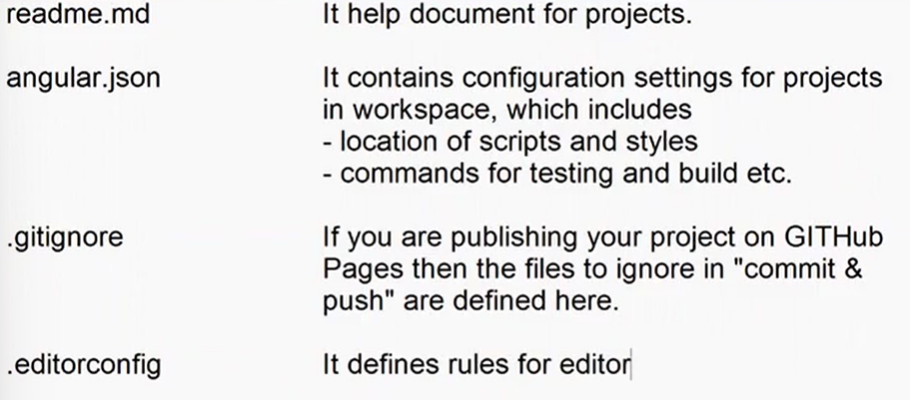 readme.md It help document for projects.
angular.json It contains configuration settings for projects
in workspace, which includes
- location of scripts and styles
- commands for testing and build etc.
.gitignore If you are publishing your project on GITHub
Pages then the files to ignore in "commit &
push" are defined here.
.editorconfig It defines rules for editor